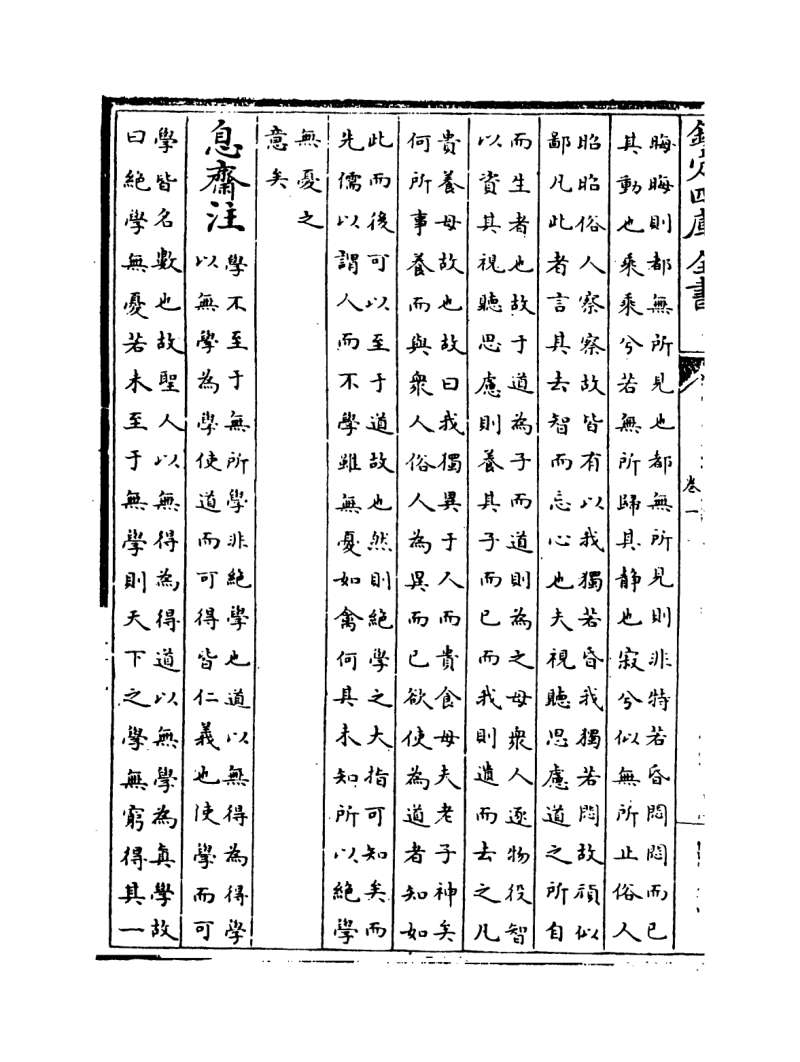 欽定四庫全書
卷一
晦晦則都無所見也都無所見則非特若昏悶悶而已
其動也乘乘兮若無所歸其靜也寂兮似無所止俗人
昭昭俗人察察故皆有以我獨若昏我獨若悶故頑似
鄙凡此者言其去智而忘心也夫視聽思慮道之所自
而生者也故于道為子而道則為之母衆人逐物役智
以資其視聽思慮則養其子而已而我則遺而去之凡
貴養母故也故曰我獨異于人而貴食母夫老子神矣
何所事養而與衆人俗人為異而已欲使為道者知如
此而後可以至于道故也然則絶學之大指可知矣而
先儒以謂人而不學雖無憂如禽何其未知所以絶學
無憂之
意矣
息齋注
學不至于無所學非絶學也道以無得為得學
以無學為學使道而可得皆仁義也使學而可
學皆名數也故聖人以無得為得道以無學為真學故
曰絶學無憂若未至于無學則天下之學無窮得其一